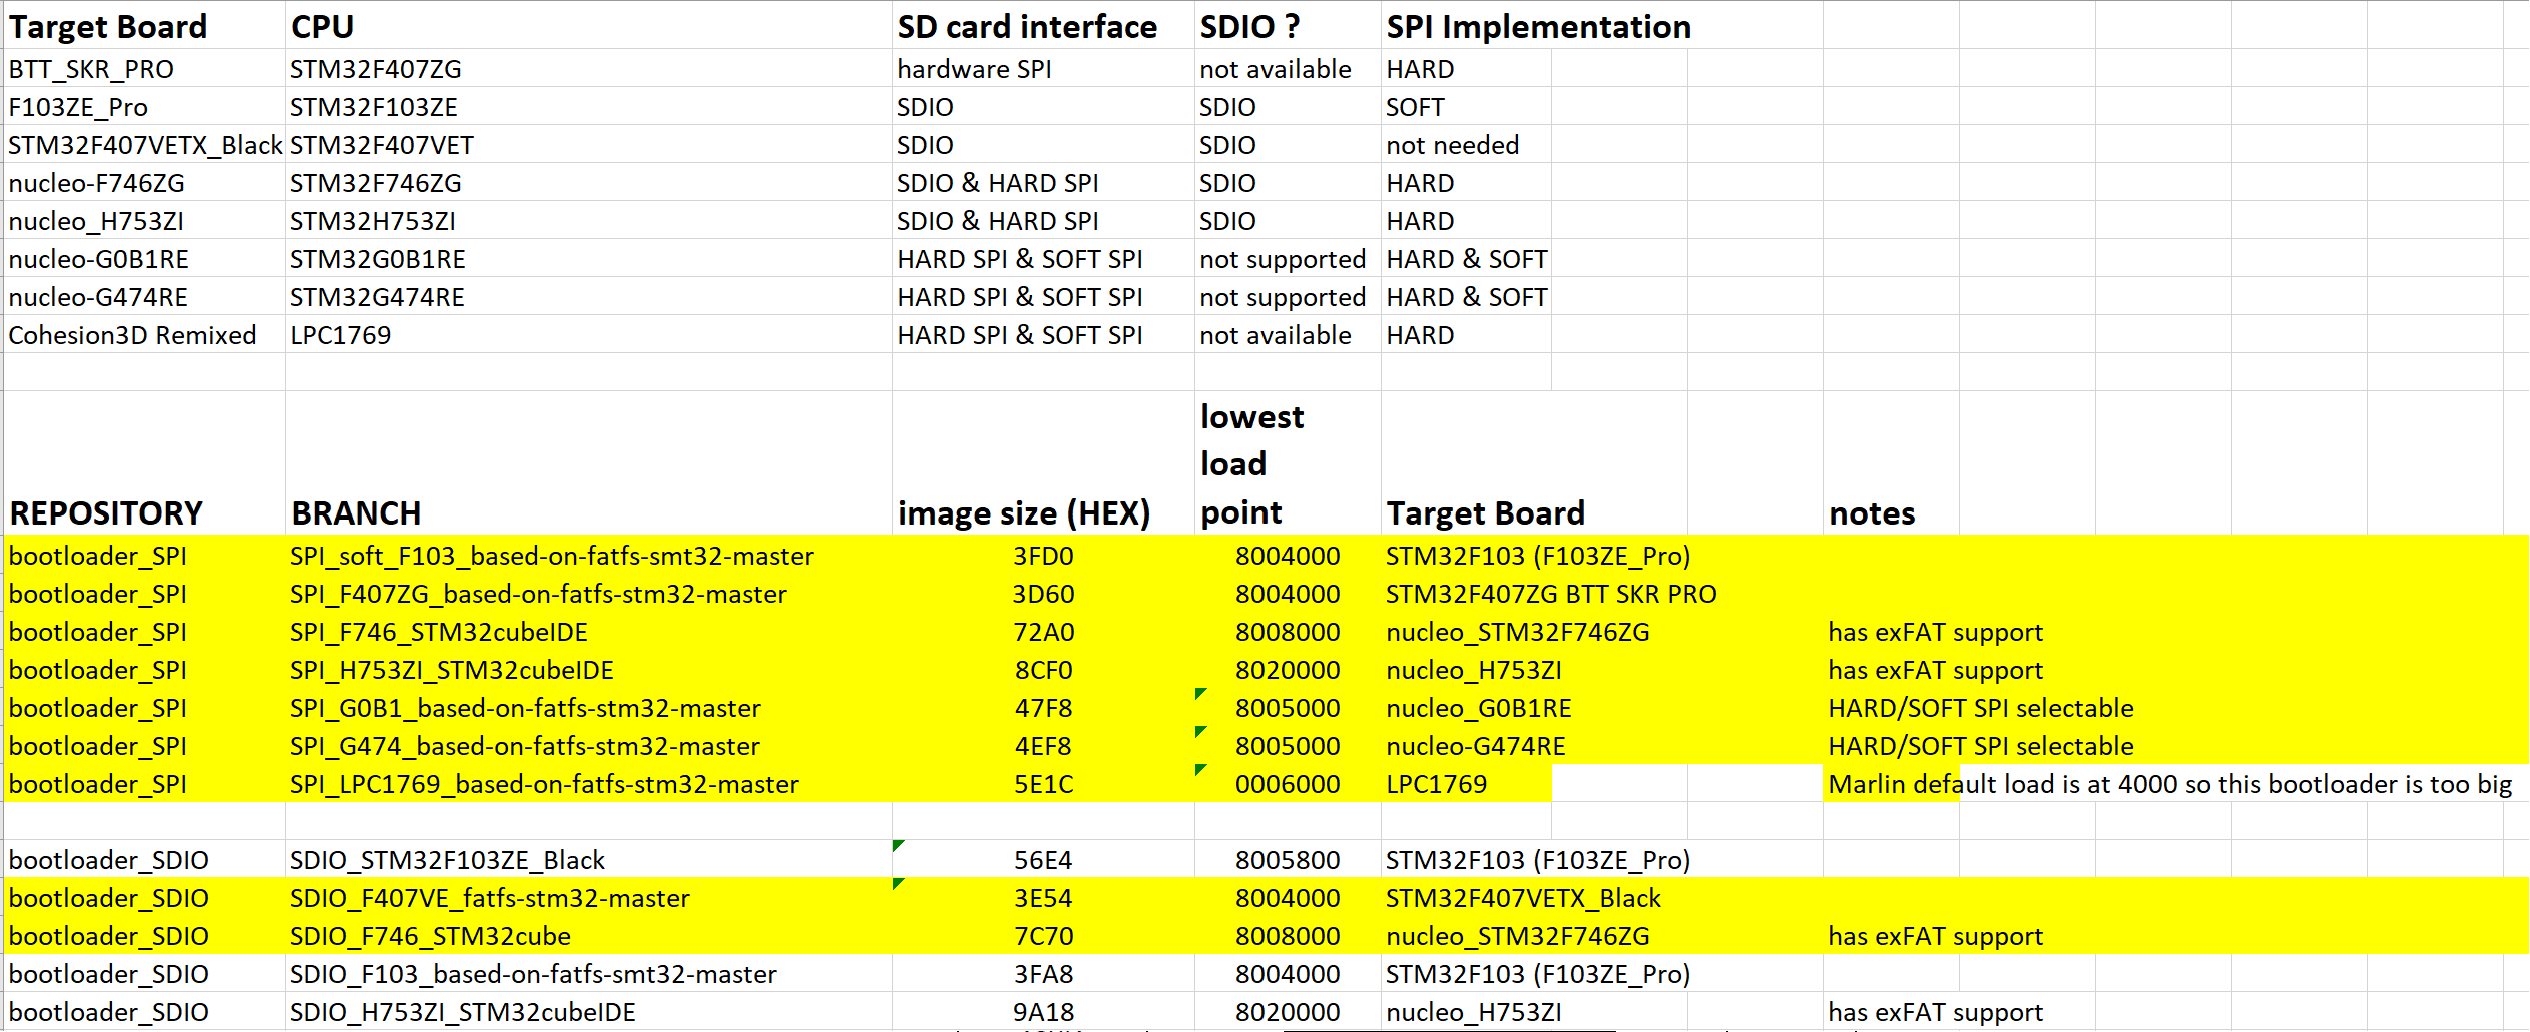 Target Board CPU SD card interface SDIO ? SPI Implementation
BTT_SKR_PRO STM32F407ZG hardware SPI not available HARD
F103ZE_Pro STM32F103ZE SDIO SDIO SOFT
STM32F407VETX_Black STM32F407VET SDIO SDIO not needed
nucleo-F746ZG STM32F746ZG SDIO & HARD SPI SDIO HARD
nucleo_H753ZI STM32H753ZI SDIO & HARD SPI SDIO HARD
nucleo-G0B1RE STM32G0B1RE HARD SPI & SOFT SPI not supported HARD & SOFT
nucleo-G474RE STM32G474RE HARD SPI & SOFT SPI not supported HARD & SOFT
Cohesion3D Remixed LPC1769 HARD SPI & SOFT SPI not available HARD
lowest
load
REPOSITORY BRANCH image size (HEX) point Target Board notes
bootloader_SPI SPI_soft_F103_based-on-fatfs-smt32-master 3FD0 8004000 STM32F103 (F103ZE_Pro)
bootloader_SPI SPI_F407ZG_based-on-fatfs-stm32-master 3D60 8004000 STM32F407ZG BTT SKR PRO
bootloader_SPI SPI_F746_STM32cubeIDE 72A0 8008000 nucleo_STM32F746ZG has exFAT support
bootloader_SPI SPI_H753ZI_STM32cubeIDE 8CF0 8020000 nucleo_H753ZI has exFAT support
bootloader_SPI SPI_G0B1_based-on-fatfs-stm32-master 47F8 8005000 nucleo_G0B1RE HARD/SOFT SPI selectable
bootloader_SPI SPI_G474_based-on-fatfs-stm32-master 4EF8 8005000 nucleo-G474RE HARD/SOFT SPI selectable
bootloader_SPI SPI_LPC1769_based-on-fatfs-stm32-master 5E1C 0006000 LPC1769 Marlin default load is at 4000 so this bootloader is too big
bootloader_SDIO SDIO_STM32F103ZE_Black 56E4 8005800 STM32F103 (F103ZE_Pro)
bootloader_SDIO SDIO_F407VE_fatfs-stm32-master 3E54 8004000 STM32F407VETX_Black
bootloader_SDIO SDIO_F746_STM32cube 7C70 8008000 nucleo_STM32F746ZG has exFAT support
bootloader_SDIO SDIO_F103_based-on-fatfs-smt32-master 3FA8 8004000 STM32F103 (F103ZE_Pro)
bootloader_SDIO SDIO_H753ZI_STM32cubeIDE 9A18 8020000 nucleo_H753ZI has exFAT support